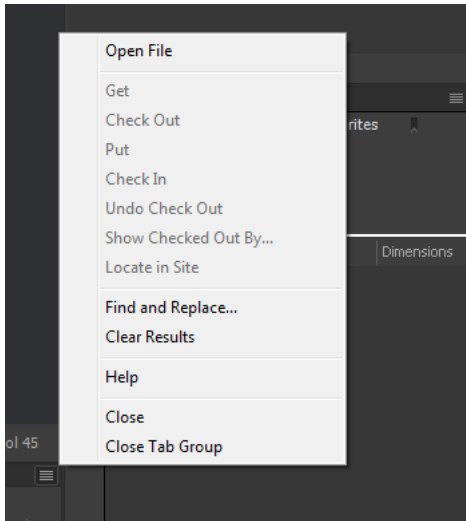 Open File
Get
Check Out
Put
Check In
Undo Check Out
Show Checked Out By...
Locate in Site
Find and Replace...
Clear Results
Help
Close
Close Tab Group
rites
Dimensions
ol 45